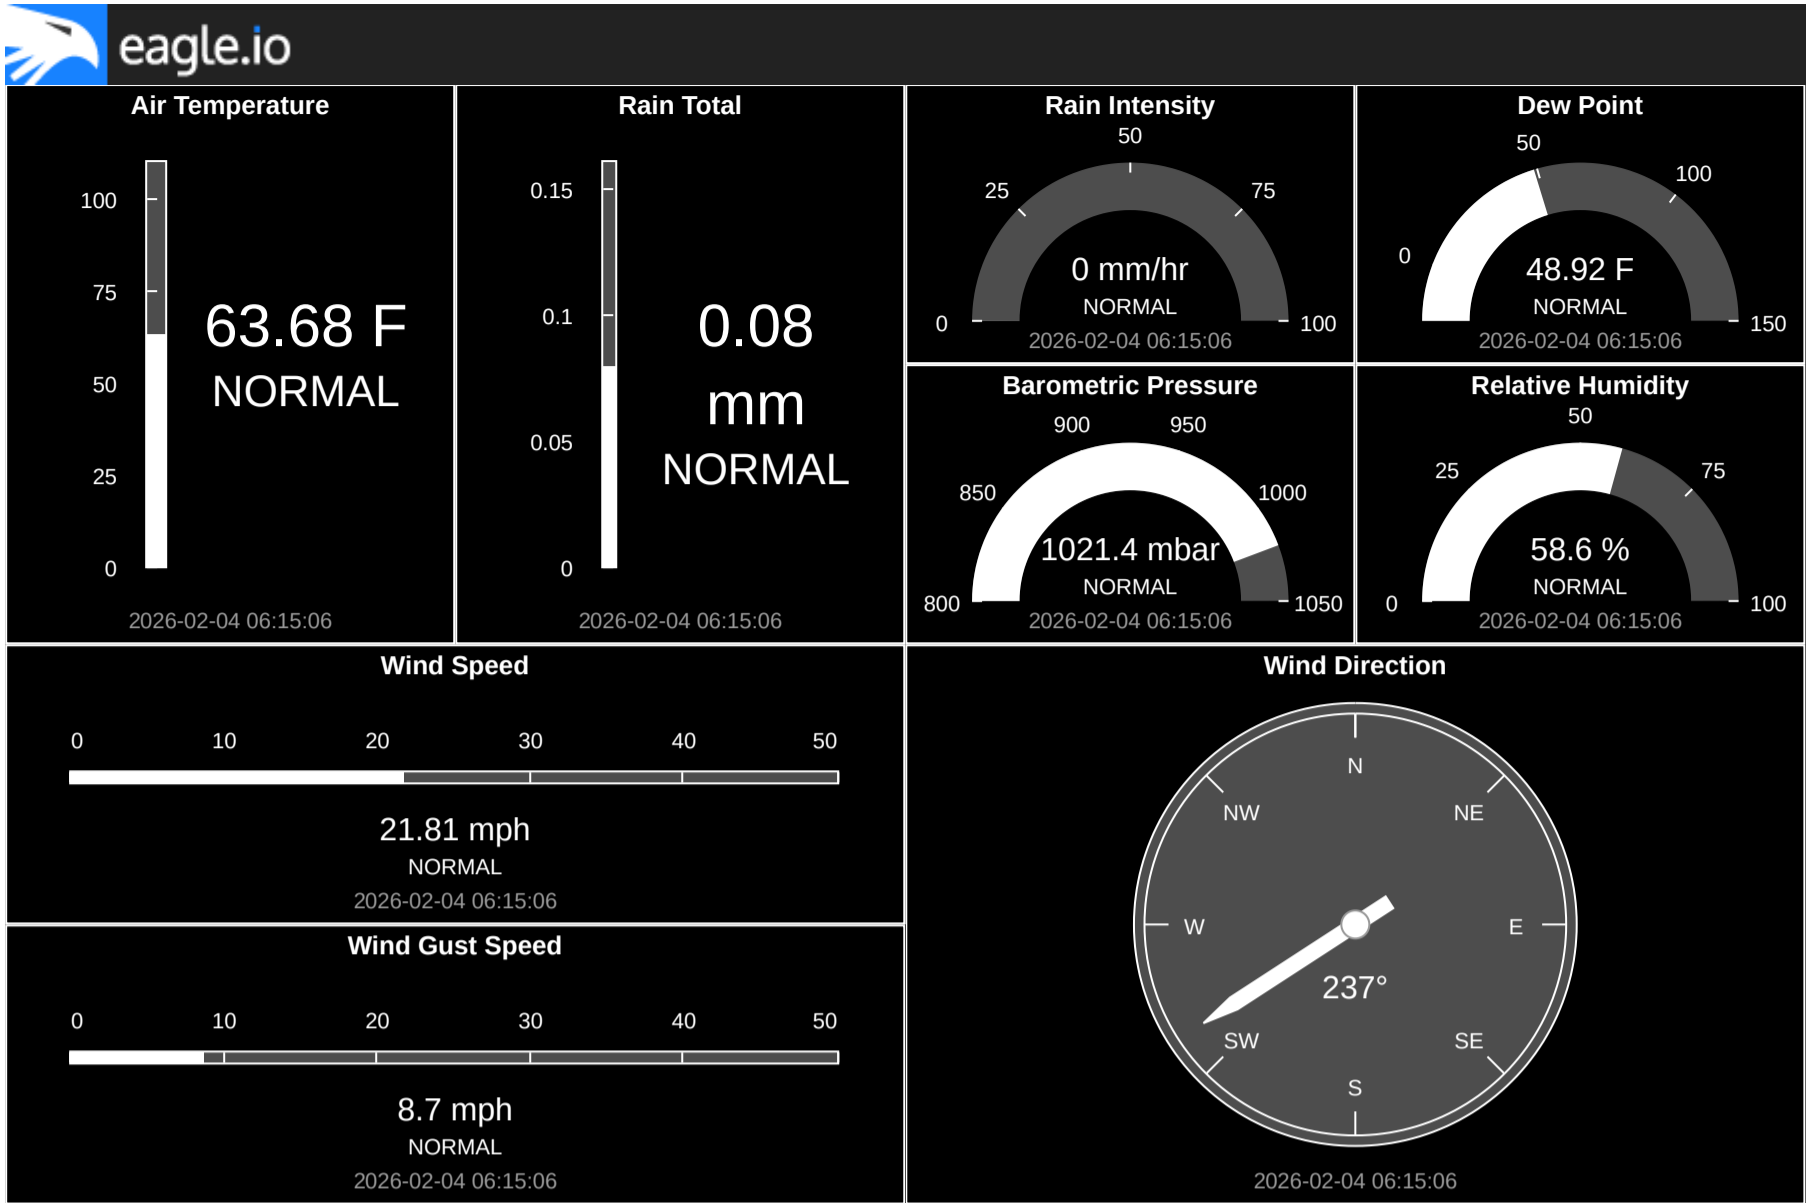 eagle.io
Air Temperature
100
75
50
25
0
63.68 F
NORMAL
2026-02-04 06:15:06
Rain Total
0.15
0.1
0.05
0
0.08
mm
NORMAL
2026-02-04 06:15:06
Rain Intensity
50
25
75
0
100
0 mm/hr
NORMAL
2026-02-04 06:15:06
Dew Point
50
100
0
150
48.92 F
NORMAL
2026-02-04 06:15:06
Barometric Pressure
900
950
850
1000
800
1050
1021.4 mbar
NORMAL
2026-02-04 06:15:06
Relative Humidity
50
25
75
0
100
58.6 %
NORMAL
2026-02-04 06:15:06
Wind Speed
0 10 20 30 40 50
21.81 mph
NORMAL
2026-02-04 06:15:06
Wind Gust Speed
0 10 20 30 40 50
8.7 mph
NORMAL
2026-02-04 06:15:06
Wind Direction
N
NW
NE
W
E
237°
SW
SE
S
2026-02-04 06:15:06